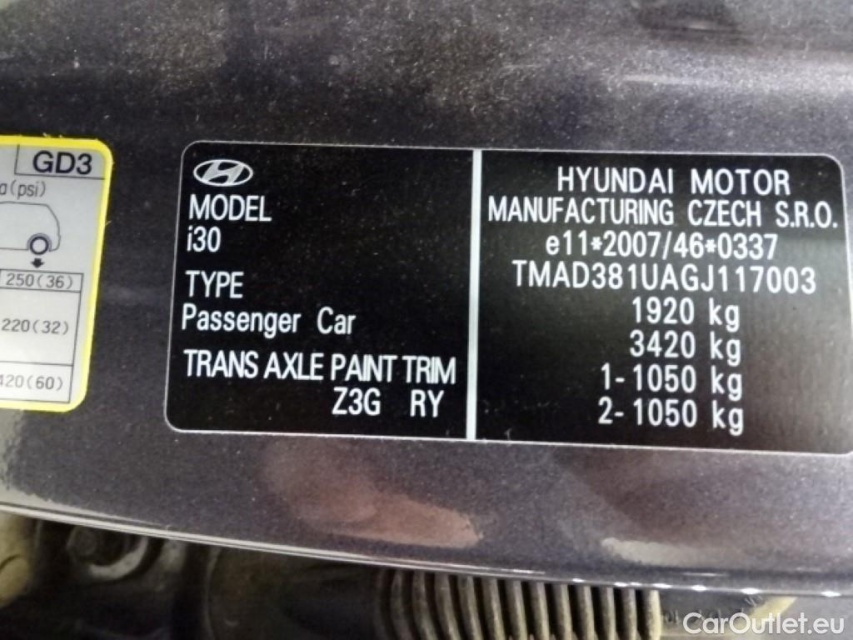 GD3
a(psi)
250(36)
220(32)
420(60)
MODEL
i30
TYPE
Passenger Car
TRANS AXLE PAINT TRIM
Z3G RY
HYUNDAI MOTOR
MANUFACTURING CZECH S.R.O.
e11*2007/46*0337
TMAD381UAGJ117003
1920 kg
3420 kg
1-1050 kg
2-1050 kg
CarOutlet.eu